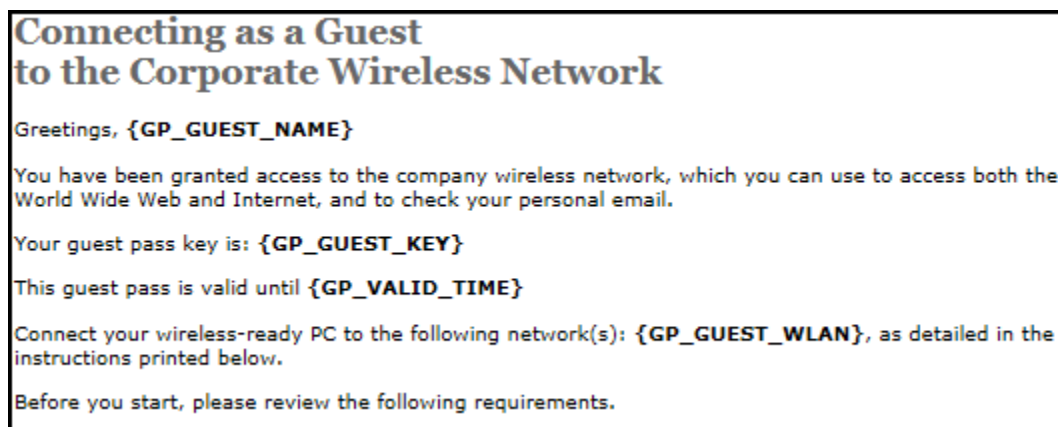 Connecting as a Guest
to the Corporate Wireless Network
Greetings, {GP_GUEST_NAME}
You have been granted access to the company wireless network, which you can use to access both the
World Wide Web and Internet, and to check your personal email.
Your guest pass key is: {GP_GUEST_KEY}
This guest pass is valid until {GP_VALID_TIME}
Connect your wireless-ready PC to the following network(s): {GP_GUEST_WLAN}, as detailed in the
instructions printed below.
Before you start, please review the following requirements.